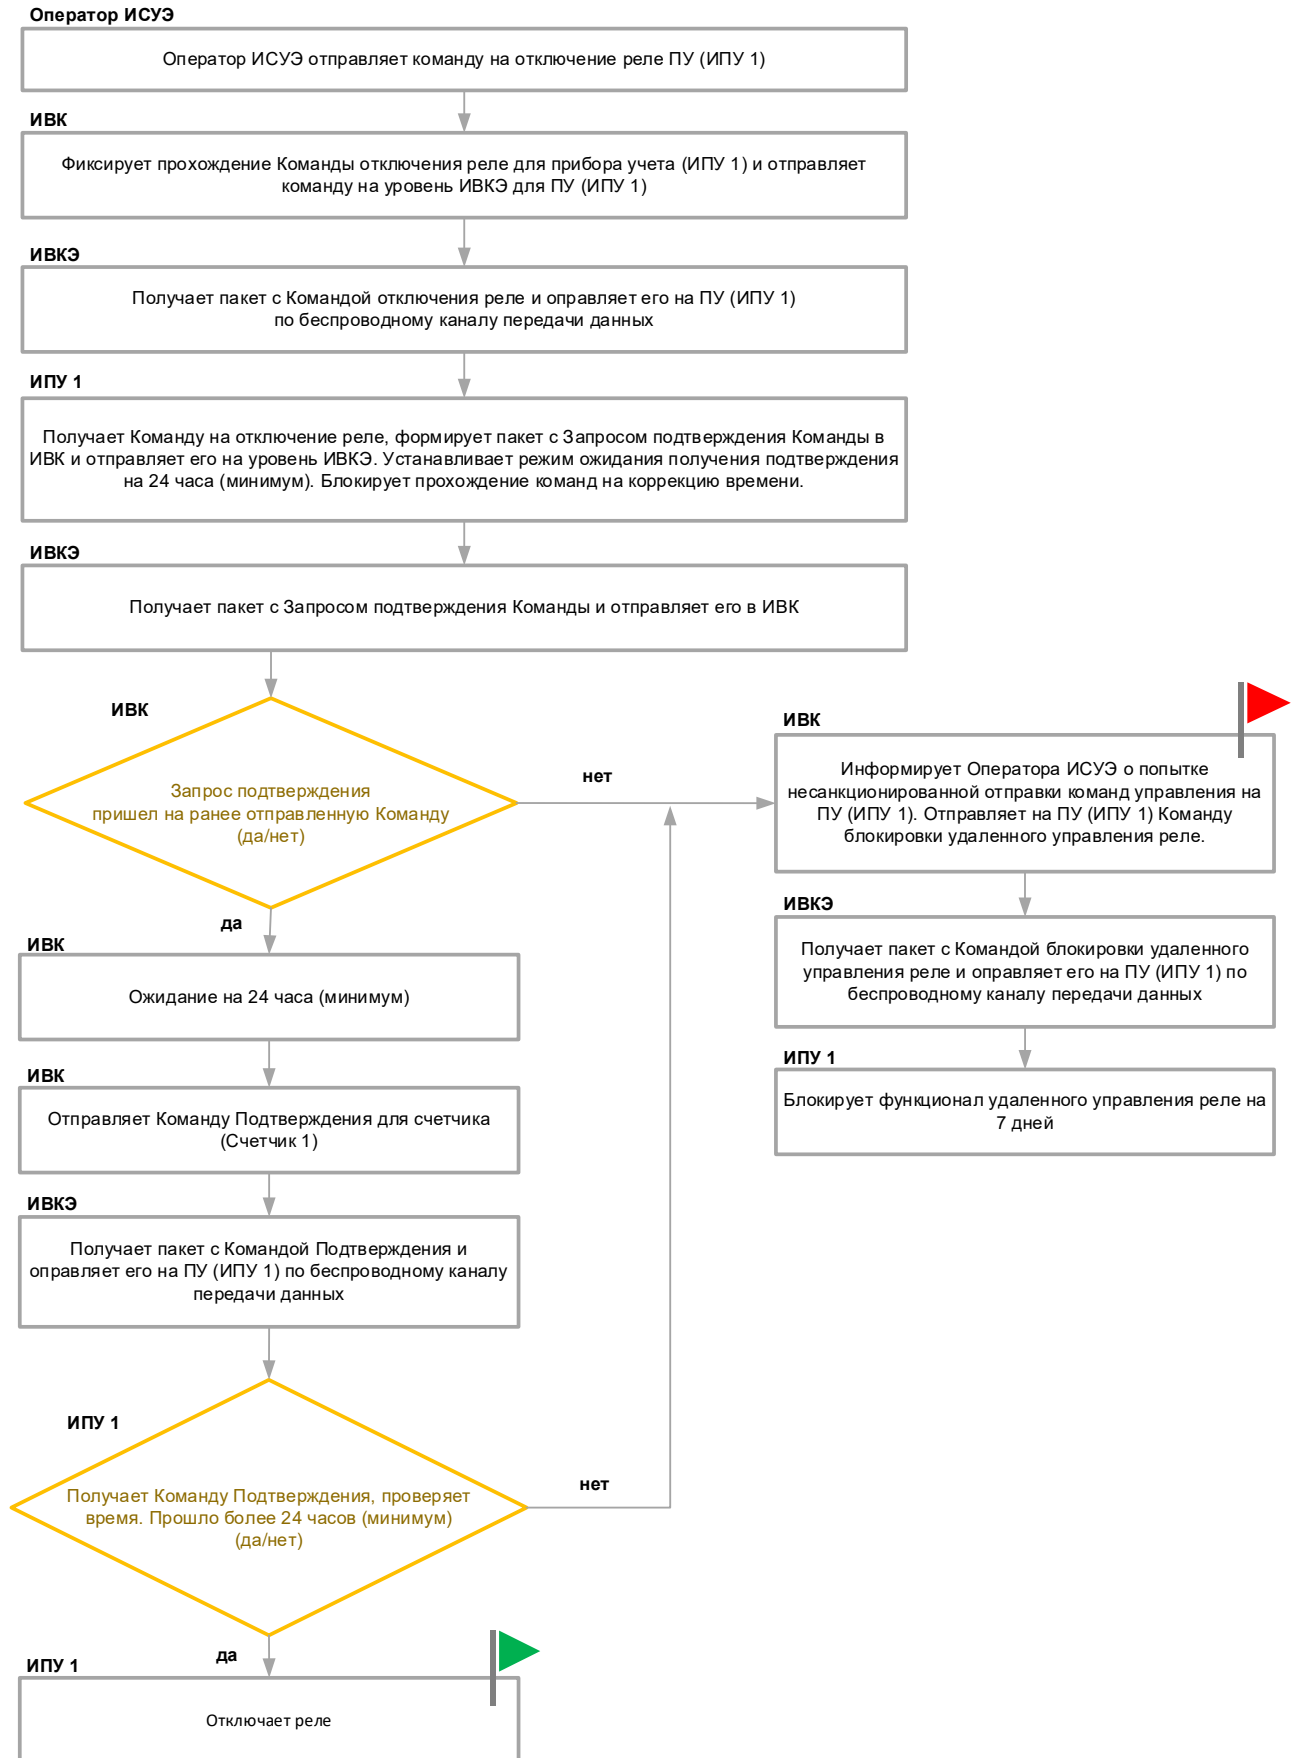 Оператор ИСУЭ
Оператор ИСУЭ отправляет команду на отключение реле ПУ (ИПУ 1)
ИВК
Фиксирует прохождение Команды отключения реле для прибора учета (ИПУ 1) и отправляет
команду на уровень ИВКЭ для ПУ (ИПУ 1)
ИВКЭ
Получает пакет с Командой отключения реле и оправляет его на ПУ (ИПУ 1)
по беспроводному каналу передачи данных
ИПУ 1
Получает Команду на отключение реле, формирует пакет с Запросом подтверждения Команды в
ИВК и отправляет его на уровень ИВКЭ. Устанавливает режим ожидания получения подтверждения
на 24 часа (минимум). Блокирует прохождение команд на коррекцию времени.
ИВКЭ
Получает пакет с Запросом подтверждения Команды и отправляет его в ИВК
ИВК
Запрос подтверждения
пришел на ранее отправленную Команду
(да/нет)
нет
да
ИВК
Информирует Оператора ИСУЭ о попытке
несанкционированной отправки команд управления на
ПУ (ИПУ 1). Отправляет на ПУ (ИПУ 1) Команду
блокировки удаленного управления реле.
ИВКЭ
Получает пакет с Командой блокировки удаленного
управления реле и оправляет его на ПУ (ИПУ 1) по
беспроводному каналу передачи данных
ИПУ 1
Блокирует функционал удаленного управления реле на
7 дней
ИВК
Ожидание на 24 часа (минимум)
ИВК
Отправляет Команду Подтверждения для счетчика
(Счетчик 1)
ИВКЭ
Получает пакет с Командой Подтверждения и
оправляет его на ПУ (ИПУ 1) по беспроводному каналу
передачи данных
ИПУ 1
Получает Команду Подтверждения, проверяет
время. Прошло более 24 часов (минимум)
(да/нет)
нет
да
ИПУ 1
Отключает реле